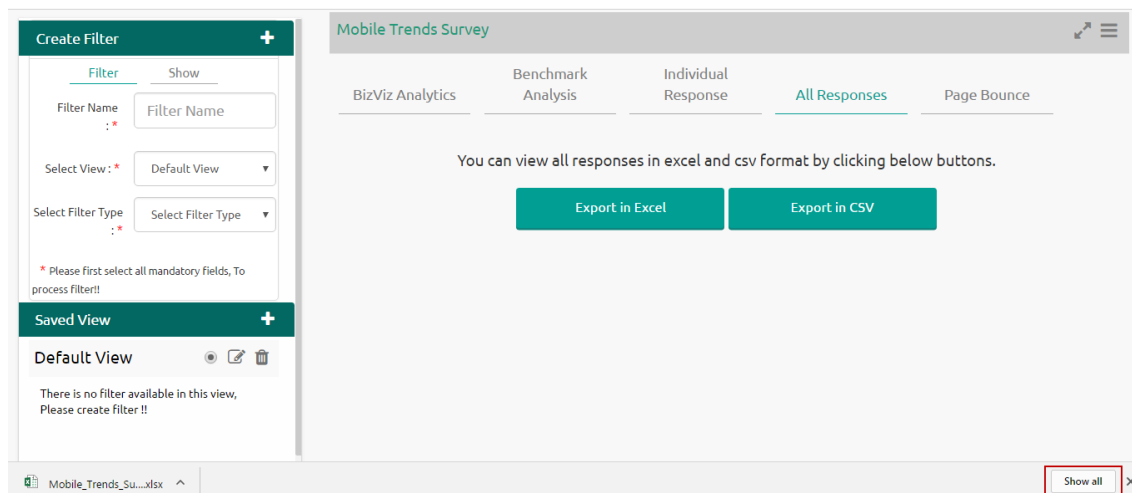 Create Filter
Filter Show
Filter Name
: *
Filter Name
Select View : *
Default View
Select Filter Type
: *
Select Filter Type
* Please first select all mandatory fields, To
process filter!!
Saved View
Default View
There is no filter available in this view,
Please create filter !!
Mobile Trends Survey
BizViz Analytics
Benchmark
Analysis
Individual
Response
All Responses
Page Bounce
You can view all responses in excel and csv format by clicking below buttons.
Export in Excel
Export in CSV
Mobile_Trends_Su....xlsx
Show all